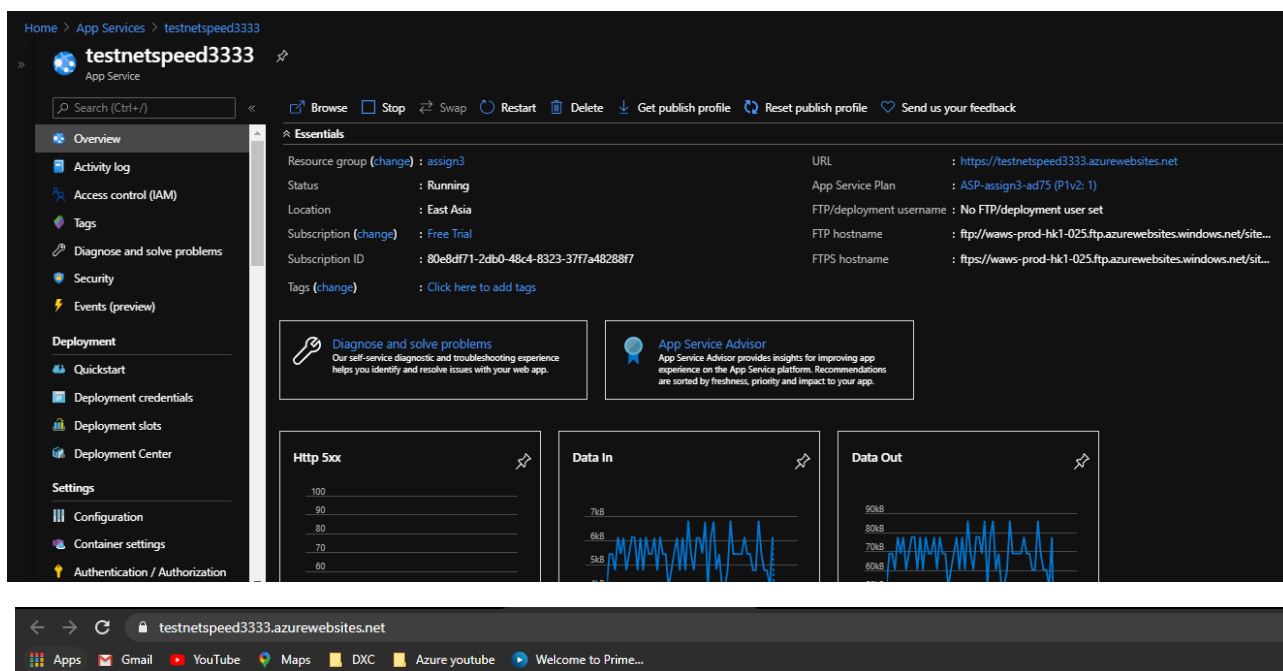 Home > App Services > testnetspeed3333
testnetspeed3333
App Service
Search (Ctrl+/)
Overview
Activity log
Access control (IAM)
Tags
Diagnose and solve problems
Security
Events (preview)
Deployment
Quickstart
Deployment credentials
Deployment slots
Deployment Center
Settings
Configuration
Container settings
Authentication / Authorization
Browse Stop Swap Restart Delete Get publish profile Reset publish profile Send us your feedback
Essentials
Resource group (change) : assign3
Status : Running
Location : East Asia
Subscription (change) : Free Trial
Subscription ID : 80e8df71-2db0-48c4-8323-37f7a48288f7
Tags (change) : Click here to add tags
URL : https://testnetspeed3333.azurewebsites.net
App Service Plan : ASP-assign3-ad75 (P1v2: 1)
FTP/deployment username : No FTP/deployment user set
FTP hostname : ftp://waws-prod-hk1-025.ftp.azurewebsites.windows.net/site...
FTPS hostname : ftps://waws-prod-hk1-025.ftp.azurewebsites.windows.net/sit...
Diagnose and solve problems
Our self-service diagnostic and troubleshooting experience
helps you identify and resolve issues with your web app.
App Service Advisor
App Service Advisor provides insights for improving app
experience on the App Service platform. Recommendations
are sorted by freshness, priority and impact to your app.
Http 5xx
100
90
80
70
60
Data In
7kB
6kB
5kB
Data Out
90kB
80kB
70kB
60kB
testnetspeed3333.azurewebsites.net
Apps Gmail YouTube Maps DXC Azure youtube Welcome to Prime...